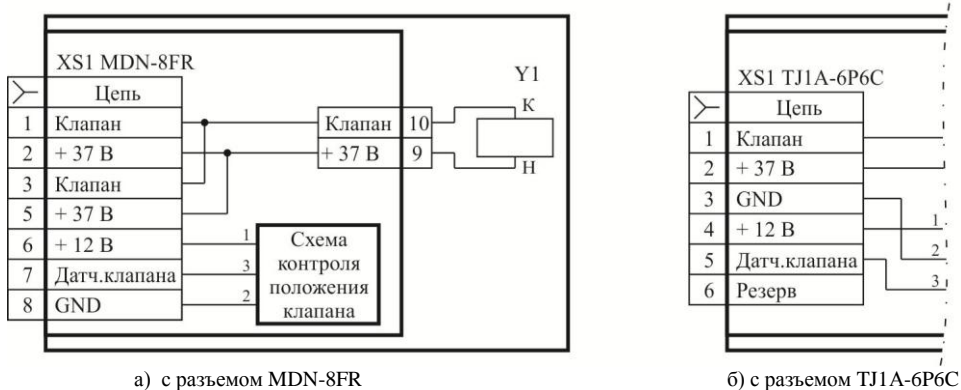 XS1 MDN-8FR
Цепь
1 Клапан
2 + 37 В
3 Клапан
5 + 37 В
6 + 12 В
7 Датч.клапана
8 GND
Клапан 10
+ 37 В 9
Y1
К
Н
1
3
2
Схема
контроля
положения
клапана
а) с разъемом MDN-8FR
XS1 TJ1A-6P6C
Цепь
1 Клапан
2 + 37 В
3 GND
4 + 12 В
5 Датч.клапана
6 Резерв
1
2
3
б) с разъемом TJ1A-6P6C